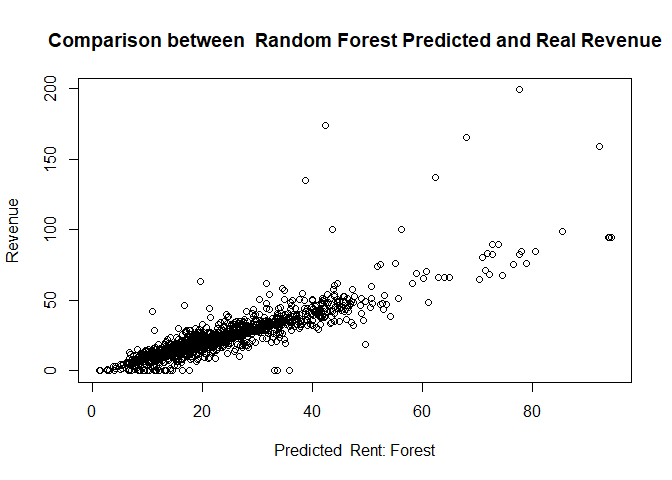 Comparison between  Random Forest Predicted and Real Revenue
200
150
100
50
0
Revenue
0 20 40 60 80
Predicted  Rent: Forest